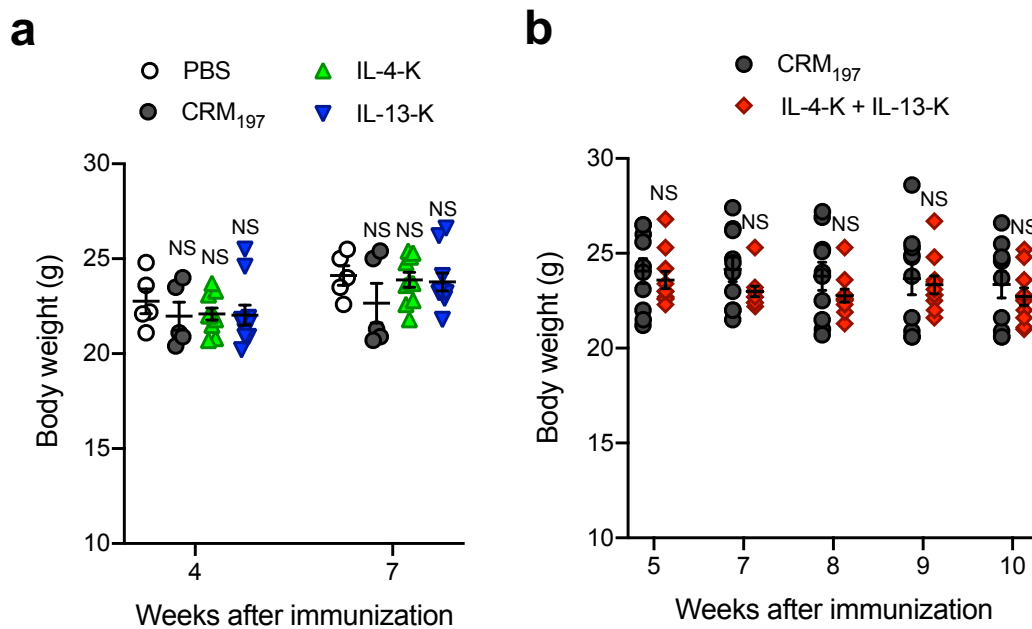 a
PBS
IL-4-K
CRM197
IL-13-K
Body weight (g)
30
25
20
15
10
NS
NS
NS
NS
NS
NS
4
7
Weeks after immunization
b
CRM197
IL-4-K + IL-13-K
Body weight (g)
30
25
20
15
10
NS
NS
NS
NS
NS
5
7
8
9
10
Weeks after immunization